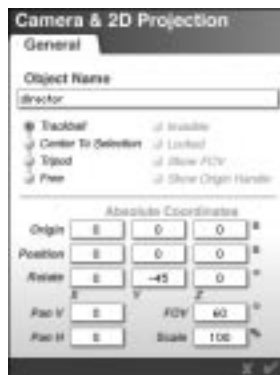 Camera & 2D Projection
General
Object Name
director
Trackball Invisible
Center To Selection Locked
Tripod Show FOV
Free Show Origin Handle
Absolute Coordinates
Origin 0 0 0
Position 0 0 0
Rotate 0 -45 0 °
X Y Z
Pan V 0 FOV 60 °
Pan H 0 Scale 100 %